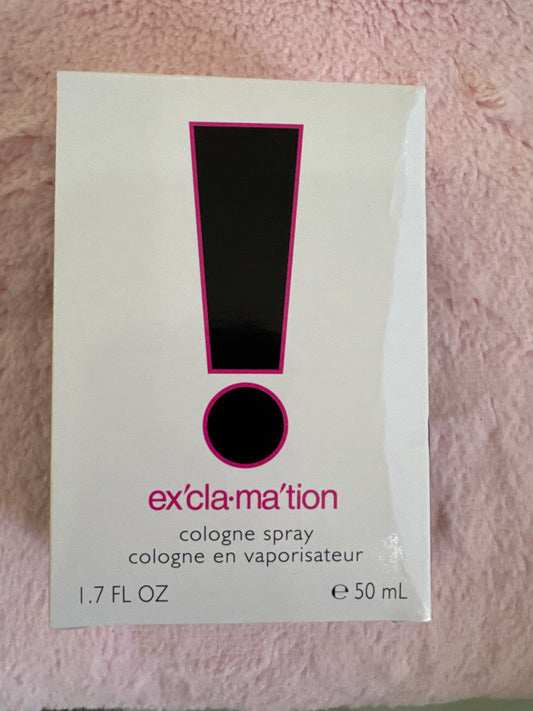 ex'cla·ma'tion
cologne spray
cologne en vaporisateur
1.7 FL OZ ℮ 50 mL